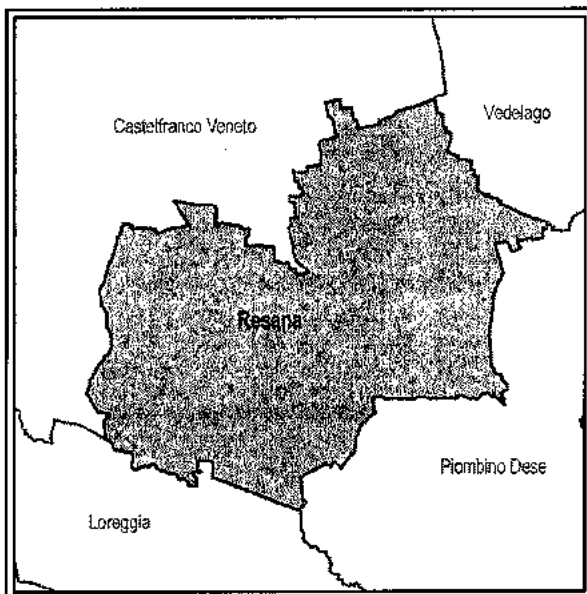 Castelfranco Veneto
Vedelago
Resana
Piombino Dese
Loreggia